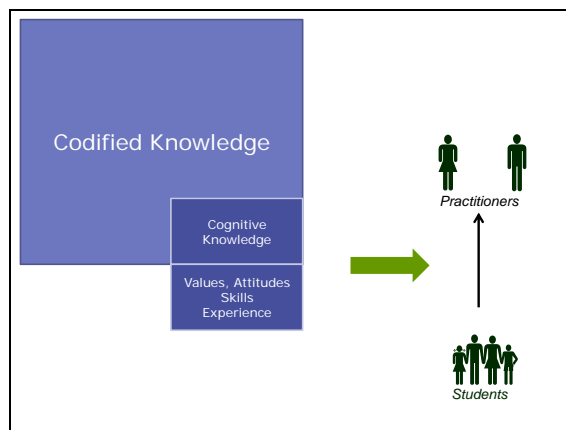 Codified Knowledge
Cognitive
Knowledge
Values, Attitudes
Skills
Experience
Practitioners
Students